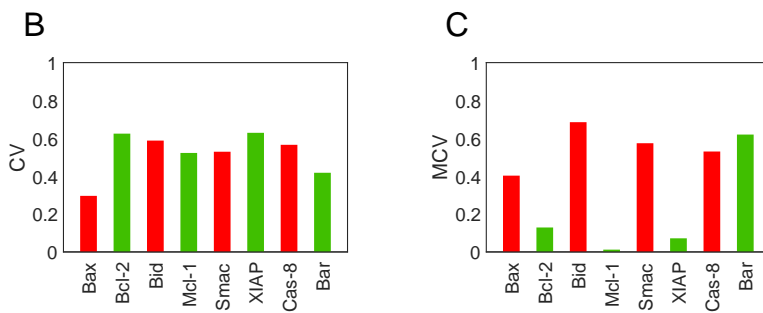 B
CV
1
0.8
0.6
0.4
0.2
0
Bax
Bcl-2
Bid
Mcl-1
Smac
XIAP
Cas-8
Bar
C
MCV
1
0.8
0.6
0.4
0.2
0
Bax
Bcl-2
Bid
Mcl-1
Smac
XIAP
Cas-8
Bar